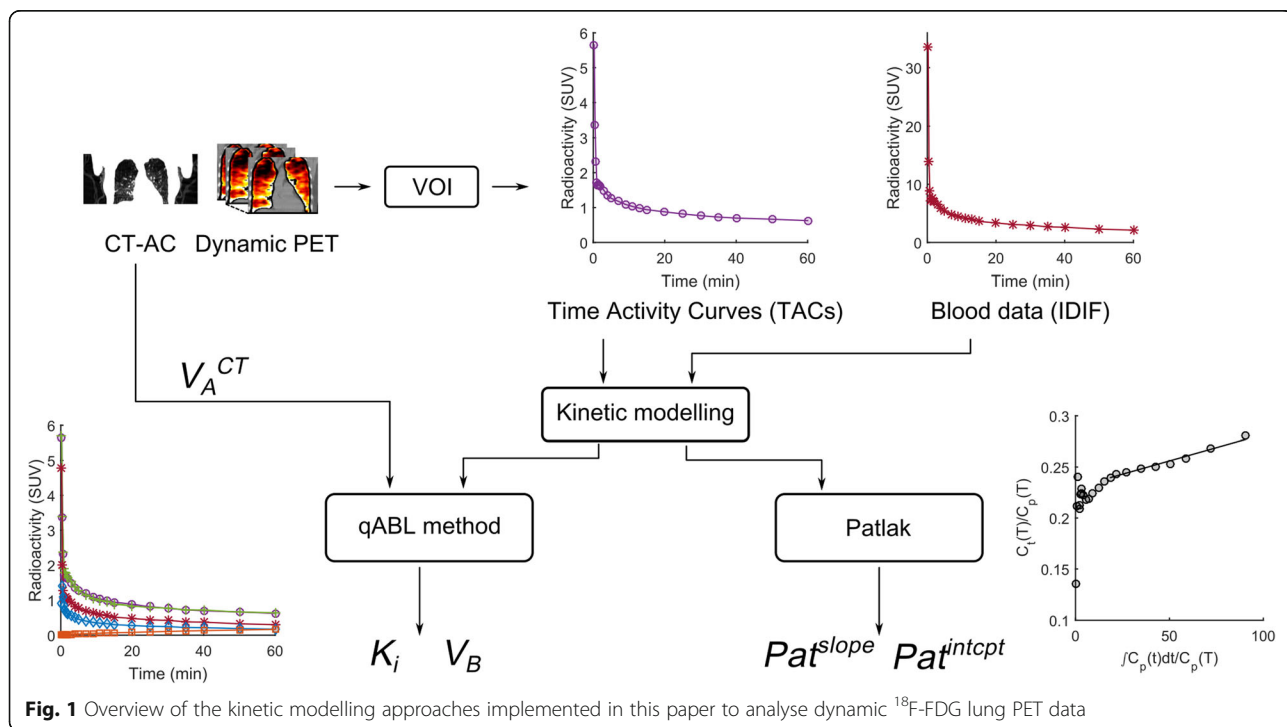 6
5
4
3
2
1
0
0 20 40 60
Radioactivity (SUV)
Time (min)
30
20
10
0
0 20 40 60
Radioactivity (SUV)
Time (min)
VOI
CT-AC
Dynamic PET
Time Activity Curves (TACs)
Blood data (IDIF)
V_A^CT
Kinetic modelling
qABL method
Patlak
6
5
4
3
2
1
0
0 20 40 60
Radioactivity (SUV)
Time (min)
K_i V_B
Pat^slope Pat^intcpt
0.3
0.25
0.2
0.15
0.1
0 50 100
C_t(T)/C_p(T)
∫C_p(t)dt/C_p(T)
Fig. 1 Overview of the kinetic modelling approaches implemented in this paper to analyse dynamic ¹⁸F-FDG lung PET data